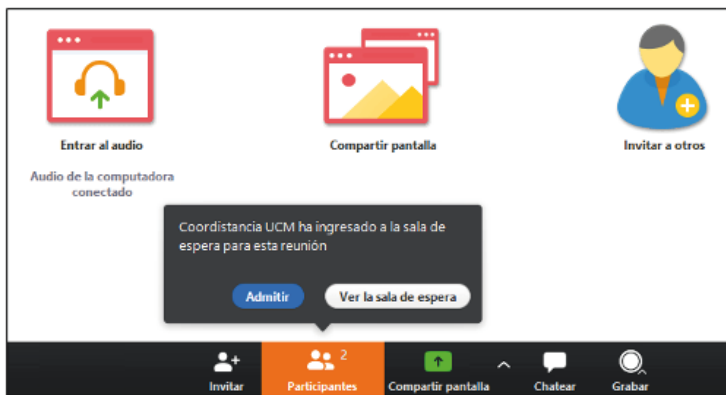 Entrar al audio
Compartir pantalla
Invitar a otros
Audio de la computadora
conectado
Coordistancia UCM ha ingresado a la sala de
espera para esta reunión
Admitir
Ver la sala de espera
2
Invitar
Participantes
Compartir pantalla
Chatear
Grabar